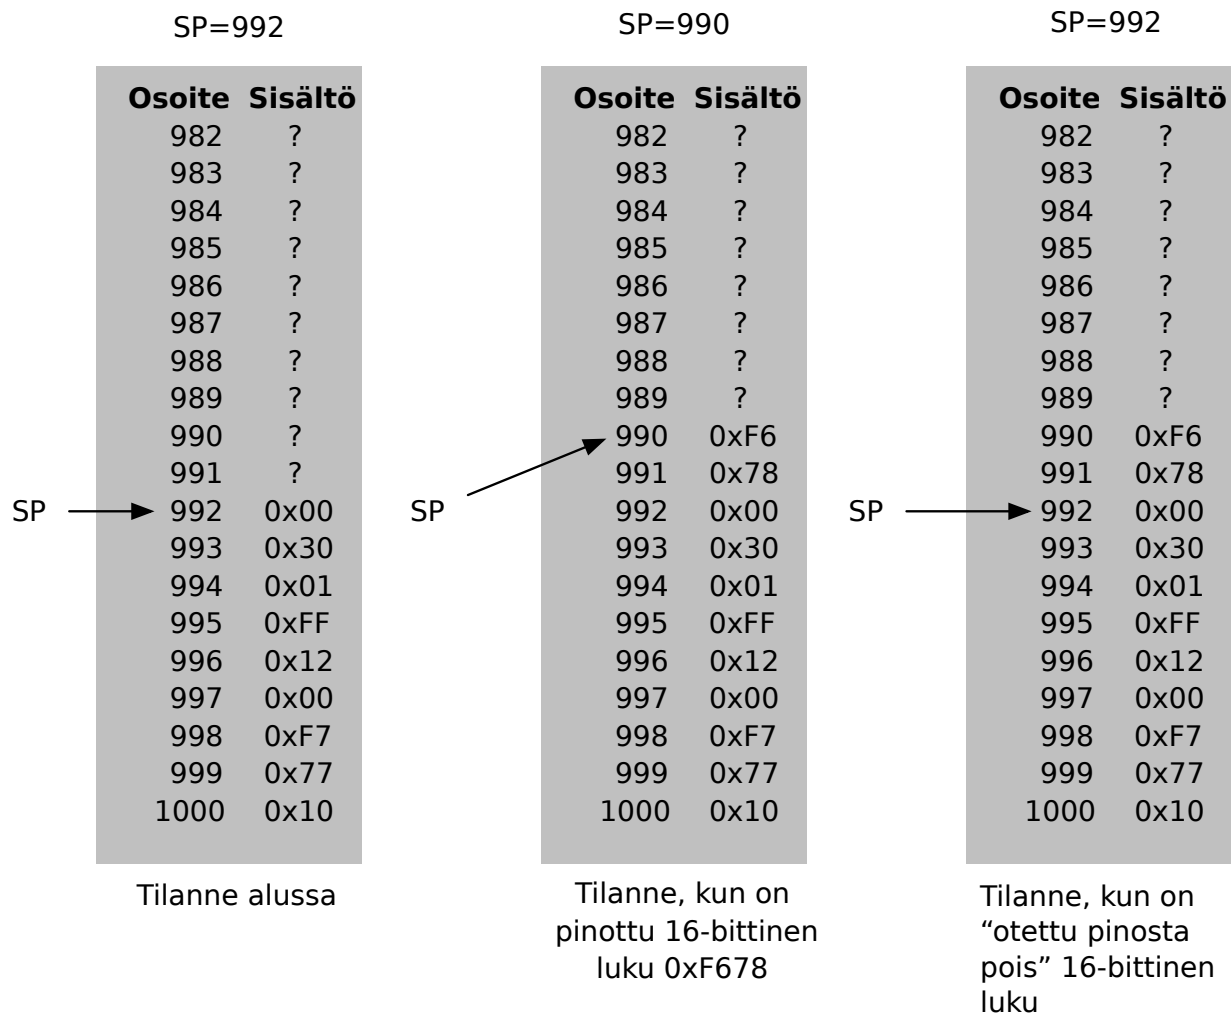 SP=992
Osoite Sisältö
982 ?
983 ?
984 ?
985 ?
986 ?
987 ?
988 ?
989 ?
990 ?
991 ?
SP
992 0x00
993 0x30
994 0x01
995 0xFF
996 0x12
997 0x00
998 0xF7
999 0x77
1000 0x10
Tilanne alussa
SP=990
Osoite Sisältö
982 ?
983 ?
984 ?
985 ?
986 ?
987 ?
988 ?
989 ?
990 0xF6
991 0x78
SP
992 0x00
993 0x30
994 0x01
995 0xFF
996 0x12
997 0x00
998 0xF7
999 0x77
1000 0x10
Tilanne, kun on
pinottu 16-bittinen
luku 0xF678
SP=992
Osoite Sisältö
982 ?
983 ?
984 ?
985 ?
986 ?
987 ?
988 ?
989 ?
990 0xF6
991 0x78
SP
992 0x00
993 0x30
994 0x01
995 0xFF
996 0x12
997 0x00
998 0xF7
999 0x77
1000 0x10
Tilanne, kun on
“otettu pinosta
pois” 16-bittinen
luku